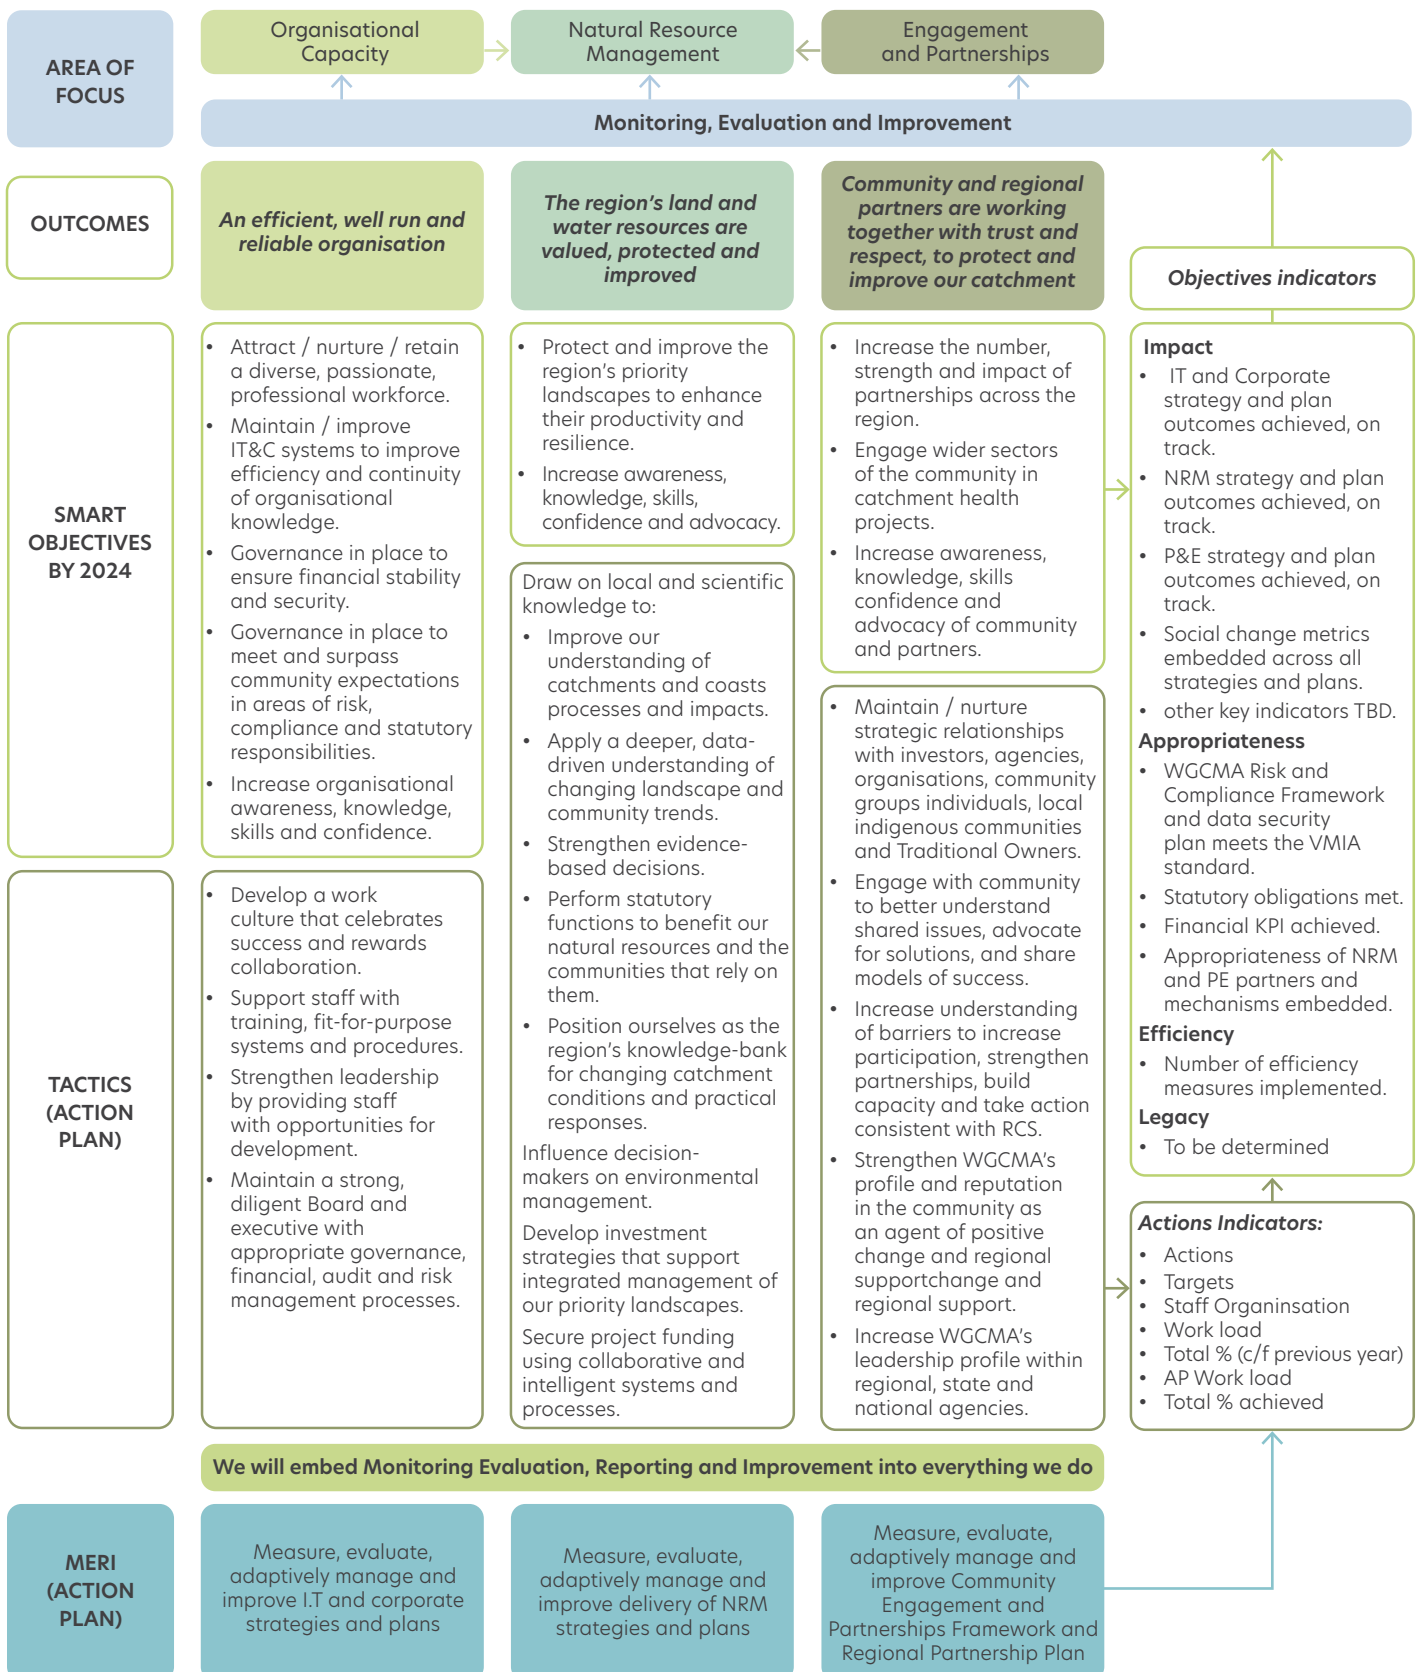 AREA OF
FOCUS
Organisational
Capacity
Natural Resource
Management
Engagement
and Partnerships
Monitoring, Evaluation and Improvement
OUTCOMES
An efficient, well run and
reliable organisation
The region's land and
water resources are
valued, protected and
improved
Community and regional
partners are working
together with trust and
respect, to protect and
improve our catchment
Objectives indicators
SMART
OBJECTIVES
BY 2024
• Attract / nurture / retain
a diverse, passionate,
professional workforce.
• Maintain / improve
IT&C systems to improve
efficiency and continuity
of organisational
knowledge.
• Governance in place to
ensure financial stability
and security.
• Governance in place to
meet and surpass
community expectations
in areas of risk,
compliance and statutory
responsibilities.
• Increase organisational
awareness, knowledge,
skills and confidence.
• Protect and improve the
region's priority
landscapes to enhance
their productivity and
resilience.
• Increase awareness,
knowledge, skills,
confidence and advocacy.
• Increase the number,
strength and impact of
partnerships across the
region.
• Engage wider sectors
of the community in
catchment health
projects.
• Increase awareness,
knowledge, skills
confidence and
advocacy of community
and partners.
Impact
• IT and Corporate
strategy and plan
outcomes achieved, on
track.
• NRM strategy and plan
outcomes achieved, on
track.
• P&E strategy and plan
outcomes achieved, on
track.
• Social change metrics
embedded across all
strategies and plans.
• other key indicators TBD.
Appropriateness
• WGCMA Risk and
Compliance Framework
and data security
plan meets the VMIA
standard.
• Statutory obligations met.
• Financial KPI achieved.
• Appropriateness of NRM
and PE partners and
mechanisms embedded.
Efficiency
• Number of efficiency
measures implemented.
Legacy
• To be determined
TACTICS
(ACTION
PLAN)
• Develop a work
culture that celebrates
success and rewards
collaboration.
• Support staff with
training, fit-for-purpose
systems and procedures.
• Strengthen leadership
by providing staff
with opportunities for
development.
• Maintain a strong,
diligent Board and
executive with
appropriate governance,
financial, audit and risk
management processes.
Draw on local and scientific
knowledge to:
• Improve our
understanding of
catchments and coasts
processes and impacts.
• Apply a deeper, data-
driven understanding of
changing landscape and
community trends.
• Strengthen evidence-
based decisions.
• Perform statutory
functions to benefit our
natural resources and the
communities that rely on
them.
• Position ourselves as the
region's knowledge-bank
for changing catchment
conditions and practical
responses.
Influence decision-
makers on environmental
management.
Develop investment
strategies that support
integrated management of
our priority landscapes.
Secure project funding
using collaborative and
intelligent systems and
processes.
• Maintain / nurture
strategic relationships
with investors, agencies,
organisations, community
groups individuals, local
indigenous communities
and Traditional Owners.
• Engage with community
to better understand
shared issues, advocate
for solutions, and share
models of success.
• Increase understanding
of barriers to increase
participation, strengthen
partnerships, build
capacity and take action
consistent with RCS.
• Strengthen WGCMA's
profile and reputation
in the community as
an agent of positive
change and regional
supportchange and
regional support.
• Increase WGCMA's
leadership profile within
regional, state and
national agencies.
Actions Indicators:
• Actions
• Targets
• Staff Organinsation
• Work load
• Total % (c/f previous year)
• AP Work load
• Total % achieved
We will embed Monitoring Evaluation, Reporting and Improvement into everything we do
MERI
(ACTION
PLAN)
Measure, evaluate,
adaptively manage and
improve I.T and corporate
strategies and plans
Measure, evaluate,
adaptively manage and
improve delivery of NRM
strategies and plans
Measure, evaluate,
adaptively manage and
improve Community
Engagement and
Partnerships Framework and
Regional Partnership Plan